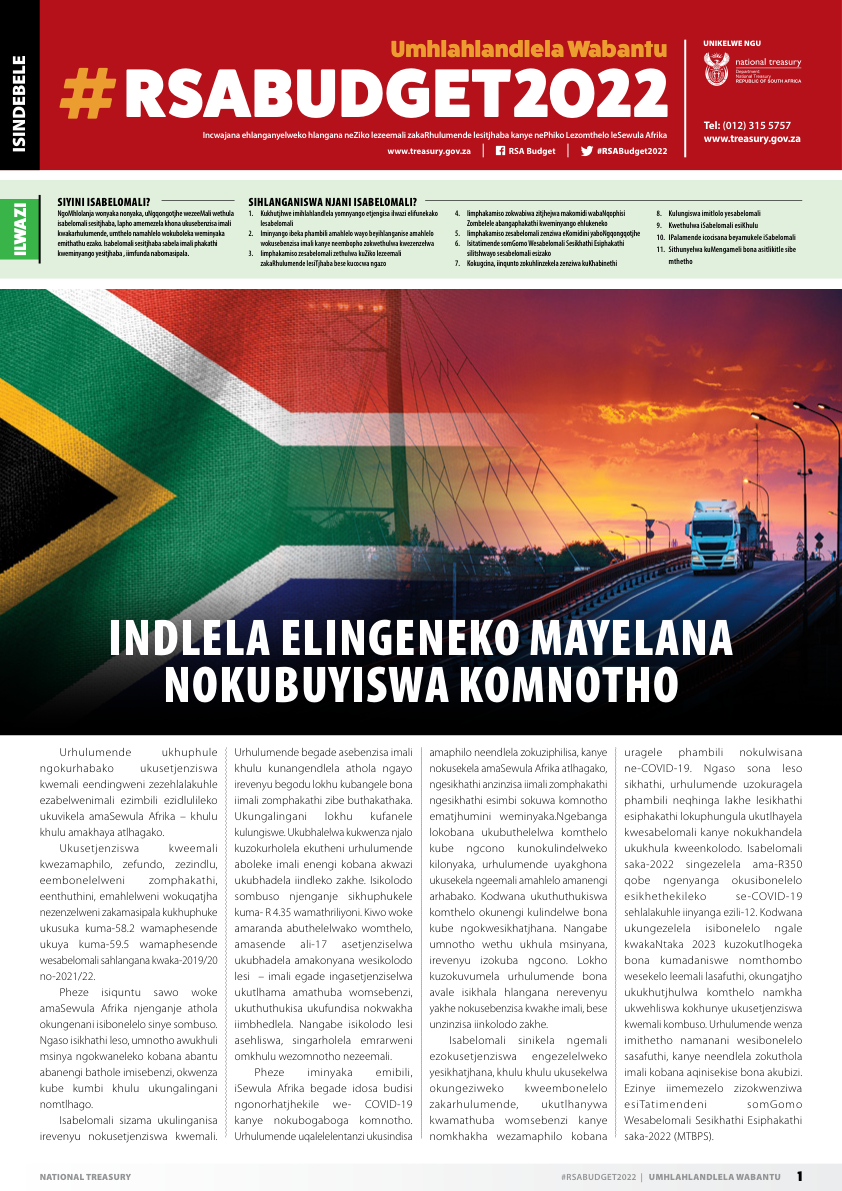 ISINDEBELE
Umhlahlandlela Wabantu
#RSABUDGET2022
Incwajana ehlanganyelweko hlangana neZiko lezeemali zakaRhulumende lesitjhaba kanye nePhiko Lezomthelo leSewula Afrika
www.treasury.gov.za | RSA Budget | #RSABudget2022
UNIKELWE NGU
national treasury
Department:
National Treasury
REPUBLIC OF SOUTH AFRICA
Tel: (012) 315 5757
www.treasury.gov.za
ILWAZI
SIYINI ISABELOMALI?
NgoMhlolanja wonyaka nonyaka, uNgqongqotjhe wezeeMali wethula
isabelomali sesitjhaba, lapho amemezela khona ukusebenzisa imali
kwakarhulumende, umthelo namahlelo wokuboleka weminyaka
emithathu ezako. Isabelomali sesitjhaba sabela imali phakathi
kweminyango yesitjhaba , iimfunda nabomasipala.
SIHLANGANISWA NJANI ISABELOMALI?
1. Kukhutjhwe imihlahlandlela yomnyango etjengisa ilwazi elifunekako
lesabelomali
2. Iminyango ibeka phambili amahlelo wayo beyihlanganise amahlelo
wokusebenzisa imali kanye neembopho zokwethulwa kwezenzelwa
3. Iimphakamiso zesabelomali zethulwa kuZiko lezeemali
zakaRhulumende lesiTjhaba bese kucocwa ngazo
4. Iimphakamiso zokwabiwa zitjhejwa makomidi wabaNqophisi
Zombelele abangaphakathi kweminyango ehlukeneko
5. Iimphakamiso zesabelomali zenziwa eKomidini yaboNgqongqotjhe
6. Isitatimende somGomo Wesabelomali Sesikhathi Esiphakathi
silitshwayo sesabelomali esizako
7. Kokugcina, iinqunto zokuhlinzekela zenziwa kuKhabinethi
8. Kulungiswa imitlolo yesabelomali
9. Kwethulwa iSabelomali esiKhulu
10. IPalamende icocisana beyamukele iSabelomali
11. Sithunyelwa kuMengameli bona asitlikitle sibe
mthetho
INDLELA ELINGENEKO MAYELANA
NOKUBUYISWA KOMNOTHO
Urhulumende ukhuphule
ngokurhabako ukusetjenziswa
kwemali eendingweni zezehlalakuhle
ezabelwenimali ezimbili ezidlulileko
ukuvikela amaSewula Afrika – khulu
khulu amakhaya atlhagako.
Ukusetjenziswa kweemali
kwezamaphilo, zefundo, zezindlu,
eembonelelweni zomphakathi,
eenthuthini, emahlelweni wokuqatjha
nezenzelweni zakamasipala kukhuphuke
ukusuka kuma-58.2 wamaphesende
ukuya kuma-59.5 wamaphesende
wesabelomali sahlangana kwaka-2019/20
no-2021/22.
Pheze isiquntu sawo woke
amaSewula Afrika njenganje athola
okungenani isibonelelo sinye sombuso.
Ngaso isikhathi leso, umnotho awukhuli
msinya ngokwaneleko kobana abantu
abanengi bathole imisebenzi, okwenza
kube kumbi khulu ukungalingani
nomtlhago.
Isabelomali sizama ukulinganisa
irevenyu nokusetjenziswa kwemali.
Urhulumende begade asebenzisa imali
khulu kunangendlela athola ngayo
irevenyu begodu lokhu kubangele bona
iimali zomphakathi zibe buthakathaka.
Ukungalingani lokhu kufanele
kulungiswe. Ukubhalelwa kukwenza njalo
kuzokurholela ekutheni urhulumende
aboleke imali enengi kobana akwazi
ukubhadela iindleko zakhe. Isikolodo
sombuso njenganje sikhuphukele
kuma- R 4.35 wamathriliyoni. Kiwo woke
amaranda abuthelelwako womthelo,
amasende ali-17 asetjenziselwa
ukubhadela amakonyana wesikolodo
lesi – imali egade ingasetjenziselwa
ukutlhama amathuba womsebenzi,
ukuthuthukisa ukufundisa nokwakha
iimbhedlela. Nangabe isikolodo lesi
asehliswa, singarholela emrarweni
omkhulu wezomnotho nezeemali.
Pheze iminyaka emibili,
iSewula Afrika begade idosa budisi
ngonorhatjhekile we- COVID-19
kanye nokubogaboga komnotho.
Urhulumende uqalelelentanzi ukusindisa
amaphilo neendlela zokuziphilisa, kanye
nokusekela amaSewula Afrika atlhagako,
ngesikhathi anzinzisa iimali zomphakathi
ngesikhathi esimbi sokuwa komnotho
ematjhumini weminyaka.Ngebanga
lokobana ukubuthelelwa komthelo
kube ngcono kunokulindelweko
kilonyaka, urhulumende uyakghona
ukusekela ngeemali amahlelo amanengi
arhabako. Kodwana ukuthuthukiswa
komthelo okunengi kulindelwe bona
kube ngokwesikhatjhana. Nangabe
umnotho wethu ukhula msinyana,
irevenyu izokuba ngcono. Lokho
kuzokuvumela urhulumende bona
avale isikhala hlangana nerevenyu
yakhe nokusebenzisa kwakhe imali, bese
unzinzisa iinkolodo zakhe.
Isabelomali sinikela ngemali
ezokusetjenziswa engezelelweko
yesikhatjhana, khulu khulu ukusekelwa
okungeziweko kweembonelelo
zakarhulumende, ukutlhanywa
kwamathuba womsebenzi kanye
nomkhakha wezamaphilo kobana
uragele phambili nokulwisana
ne-COVID-19. Ngaso sona leso
sikhathi, urhulumende uzokuragela
phambili neqhinga lakhe lesikhathi
esiphakathi lokuphungula ukutlhayela
kwesabelomali kanye nokukhandela
ukukhula kweenkolodo. Isabelomali
saka-2022 singezelela ama-R350
qobe ngenyanga okusibonelelo
esikhethekileko se-COVID-19
sehlalakuhle iinyanga ezili-12. Kodwana
ukungezelela isibonelelo ngale
kwakaNtaka 2023 kuzokutlhogeka
bona kumadaniswe nomthombo
wesekelo leemali lasafuthi, okungatjho
ukukhutjhulwa komthelo namkha
ukwehliswa kokhunye ukusetjenziswa
kwemali kombuso. Urhulumende wenza
imithetho namanani wesibonelelo
sasafuthi, kanye neendlela zokuthola
imali kobana aqinisekise bona akubizi.
Ezinye iimemezelo zizokwenziwa
esiTatimendeni somGomo
Wesabelomali Sesikhathi Esiphakathi
saka-2022 (MTBPS).
NATIONAL TREASURY
#RSABUDGET2022 | UMHLAHLANDLELA WABANTU 1